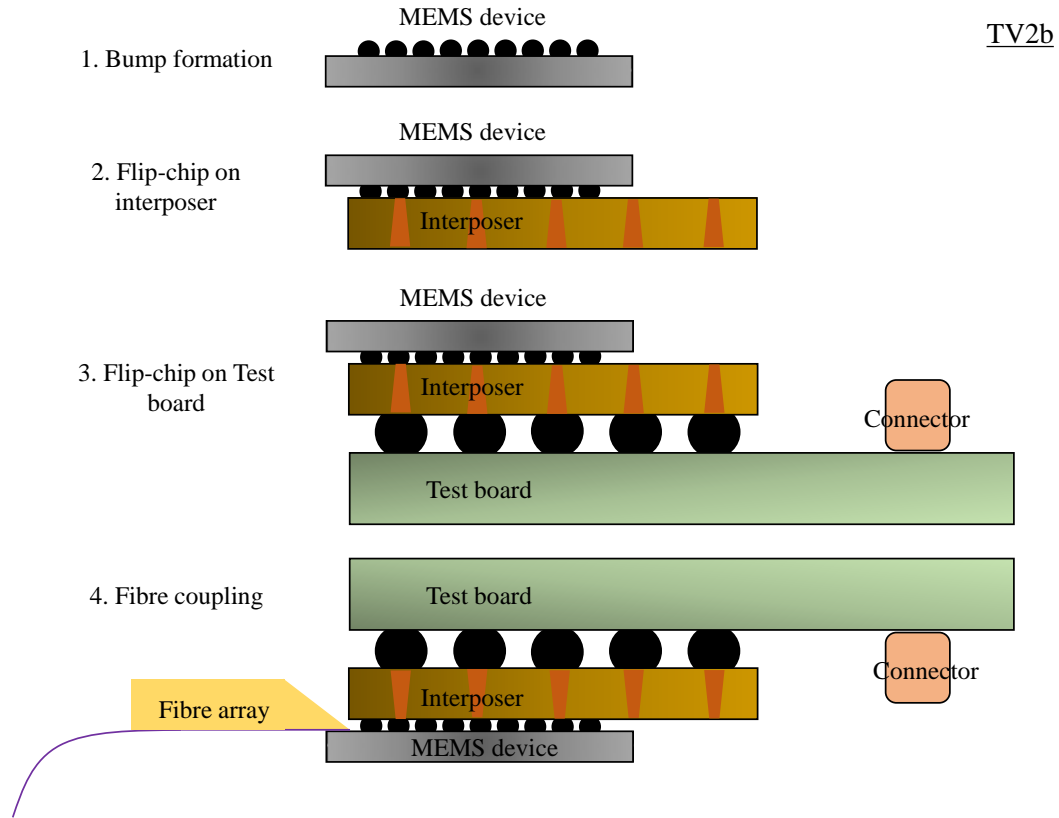 MEMS device
TV2b
1. Bump formation
MEMS device
2. Flip-chip on
interposer
Interposer
MEMS device
3. Flip-chip on Test
board
Interposer
Connector
Test board
4. Fibre coupling
Test board
Connector
Interposer
Fibre array
MEMS device